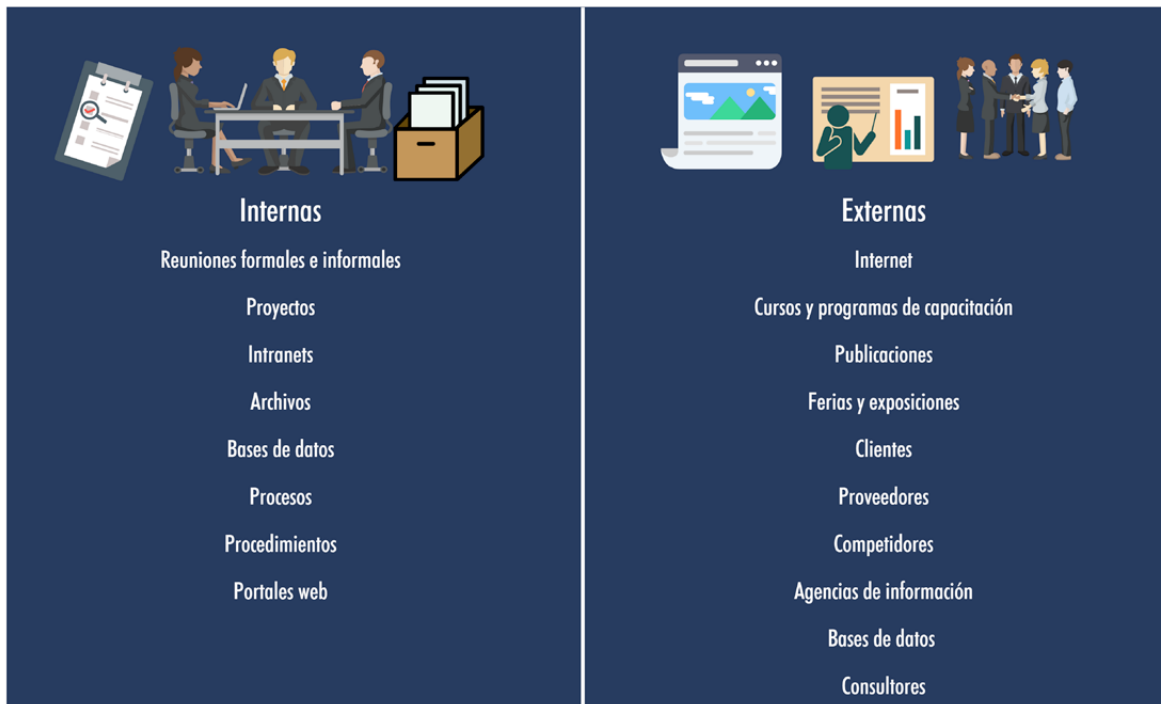 Internas
Reuniones formales e informales
Proyectos
Intranets
Archivos
Bases de datos
Procesos
Procedimientos
Portales web
Externas
Internet
Cursos y programas de capacitación
Publicaciones
Ferias y exposiciones
Clientes
Proveedores
Competidores
Agencias de información
Bases de datos
Consultores